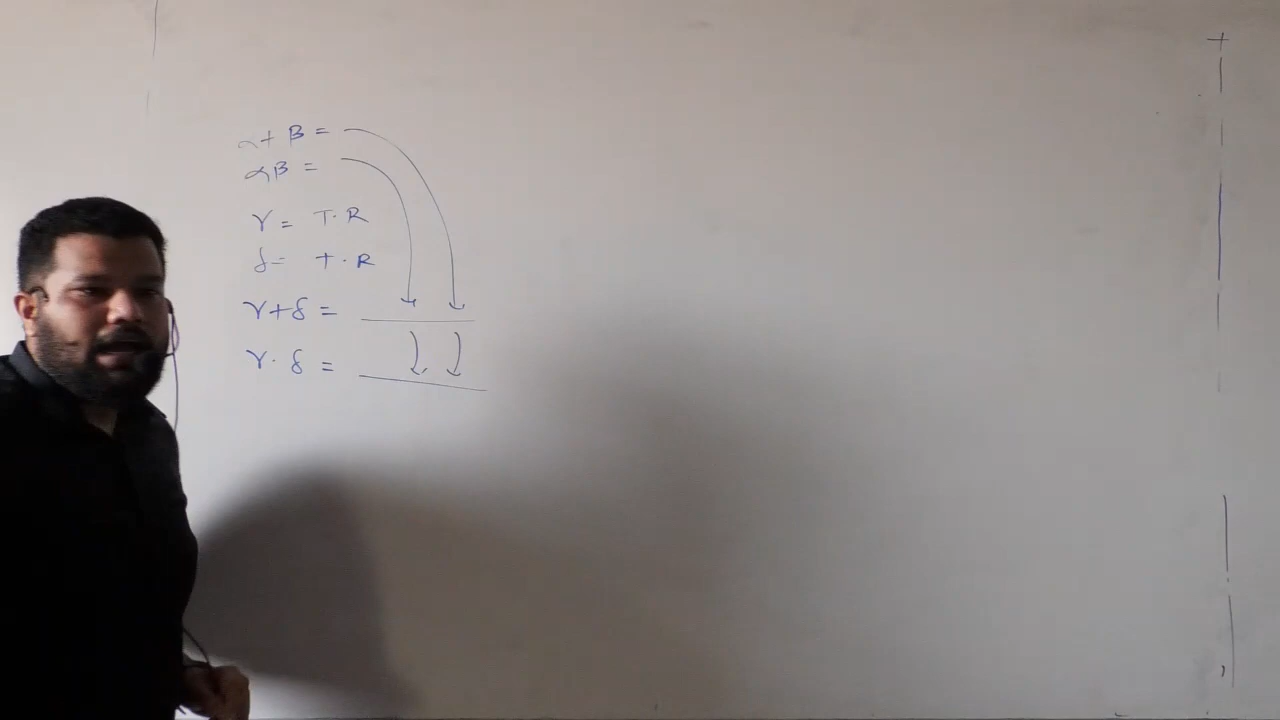 α+ β =
αβ =
γ = T·R
δ = T·R
γ+δ =
γ·δ =